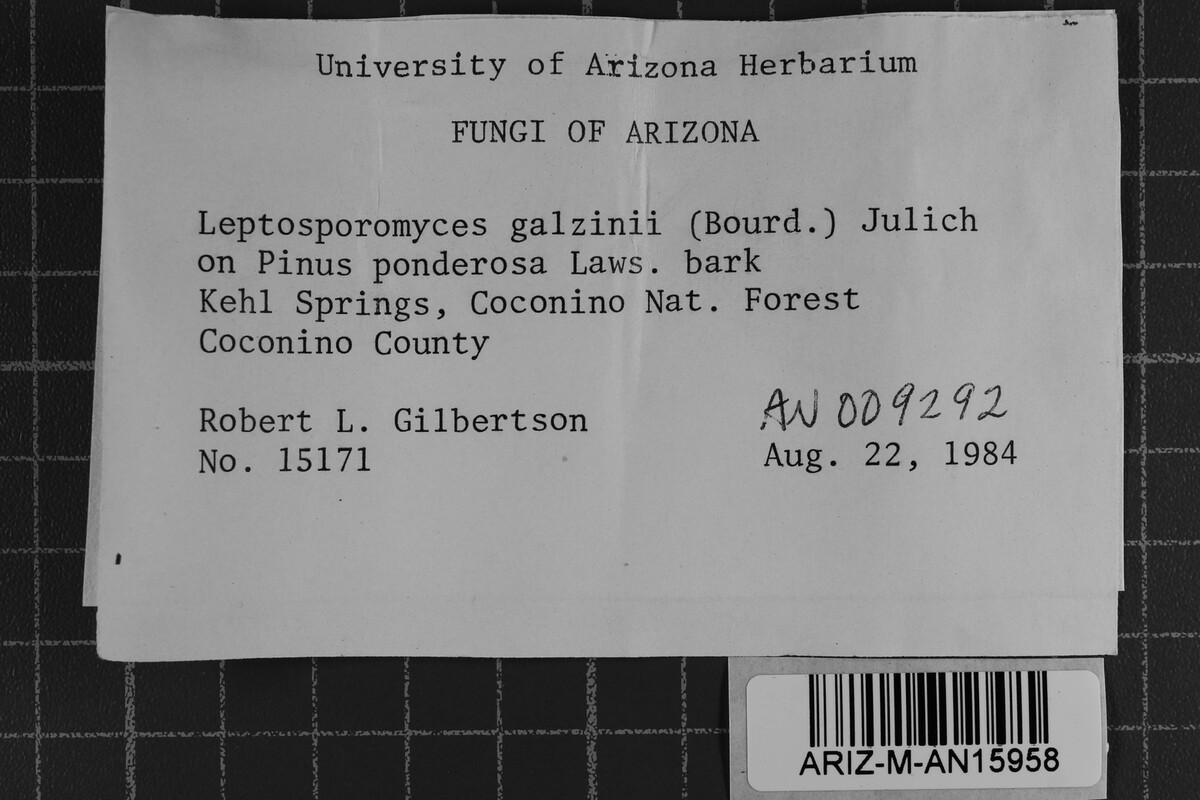 University of Arizona Herbarium
FUNGI OF ARIZONA
Leptosporomyces galzinii (Bourd.) Julich
on Pinus ponderosa Laws. bark
Kehl Springs, Coconino Nat. Forest
Coconino County
AN 009292
Robert L. Gilbertson
No. 15171
Aug. 22, 1984
ARIZ-M-AN15958